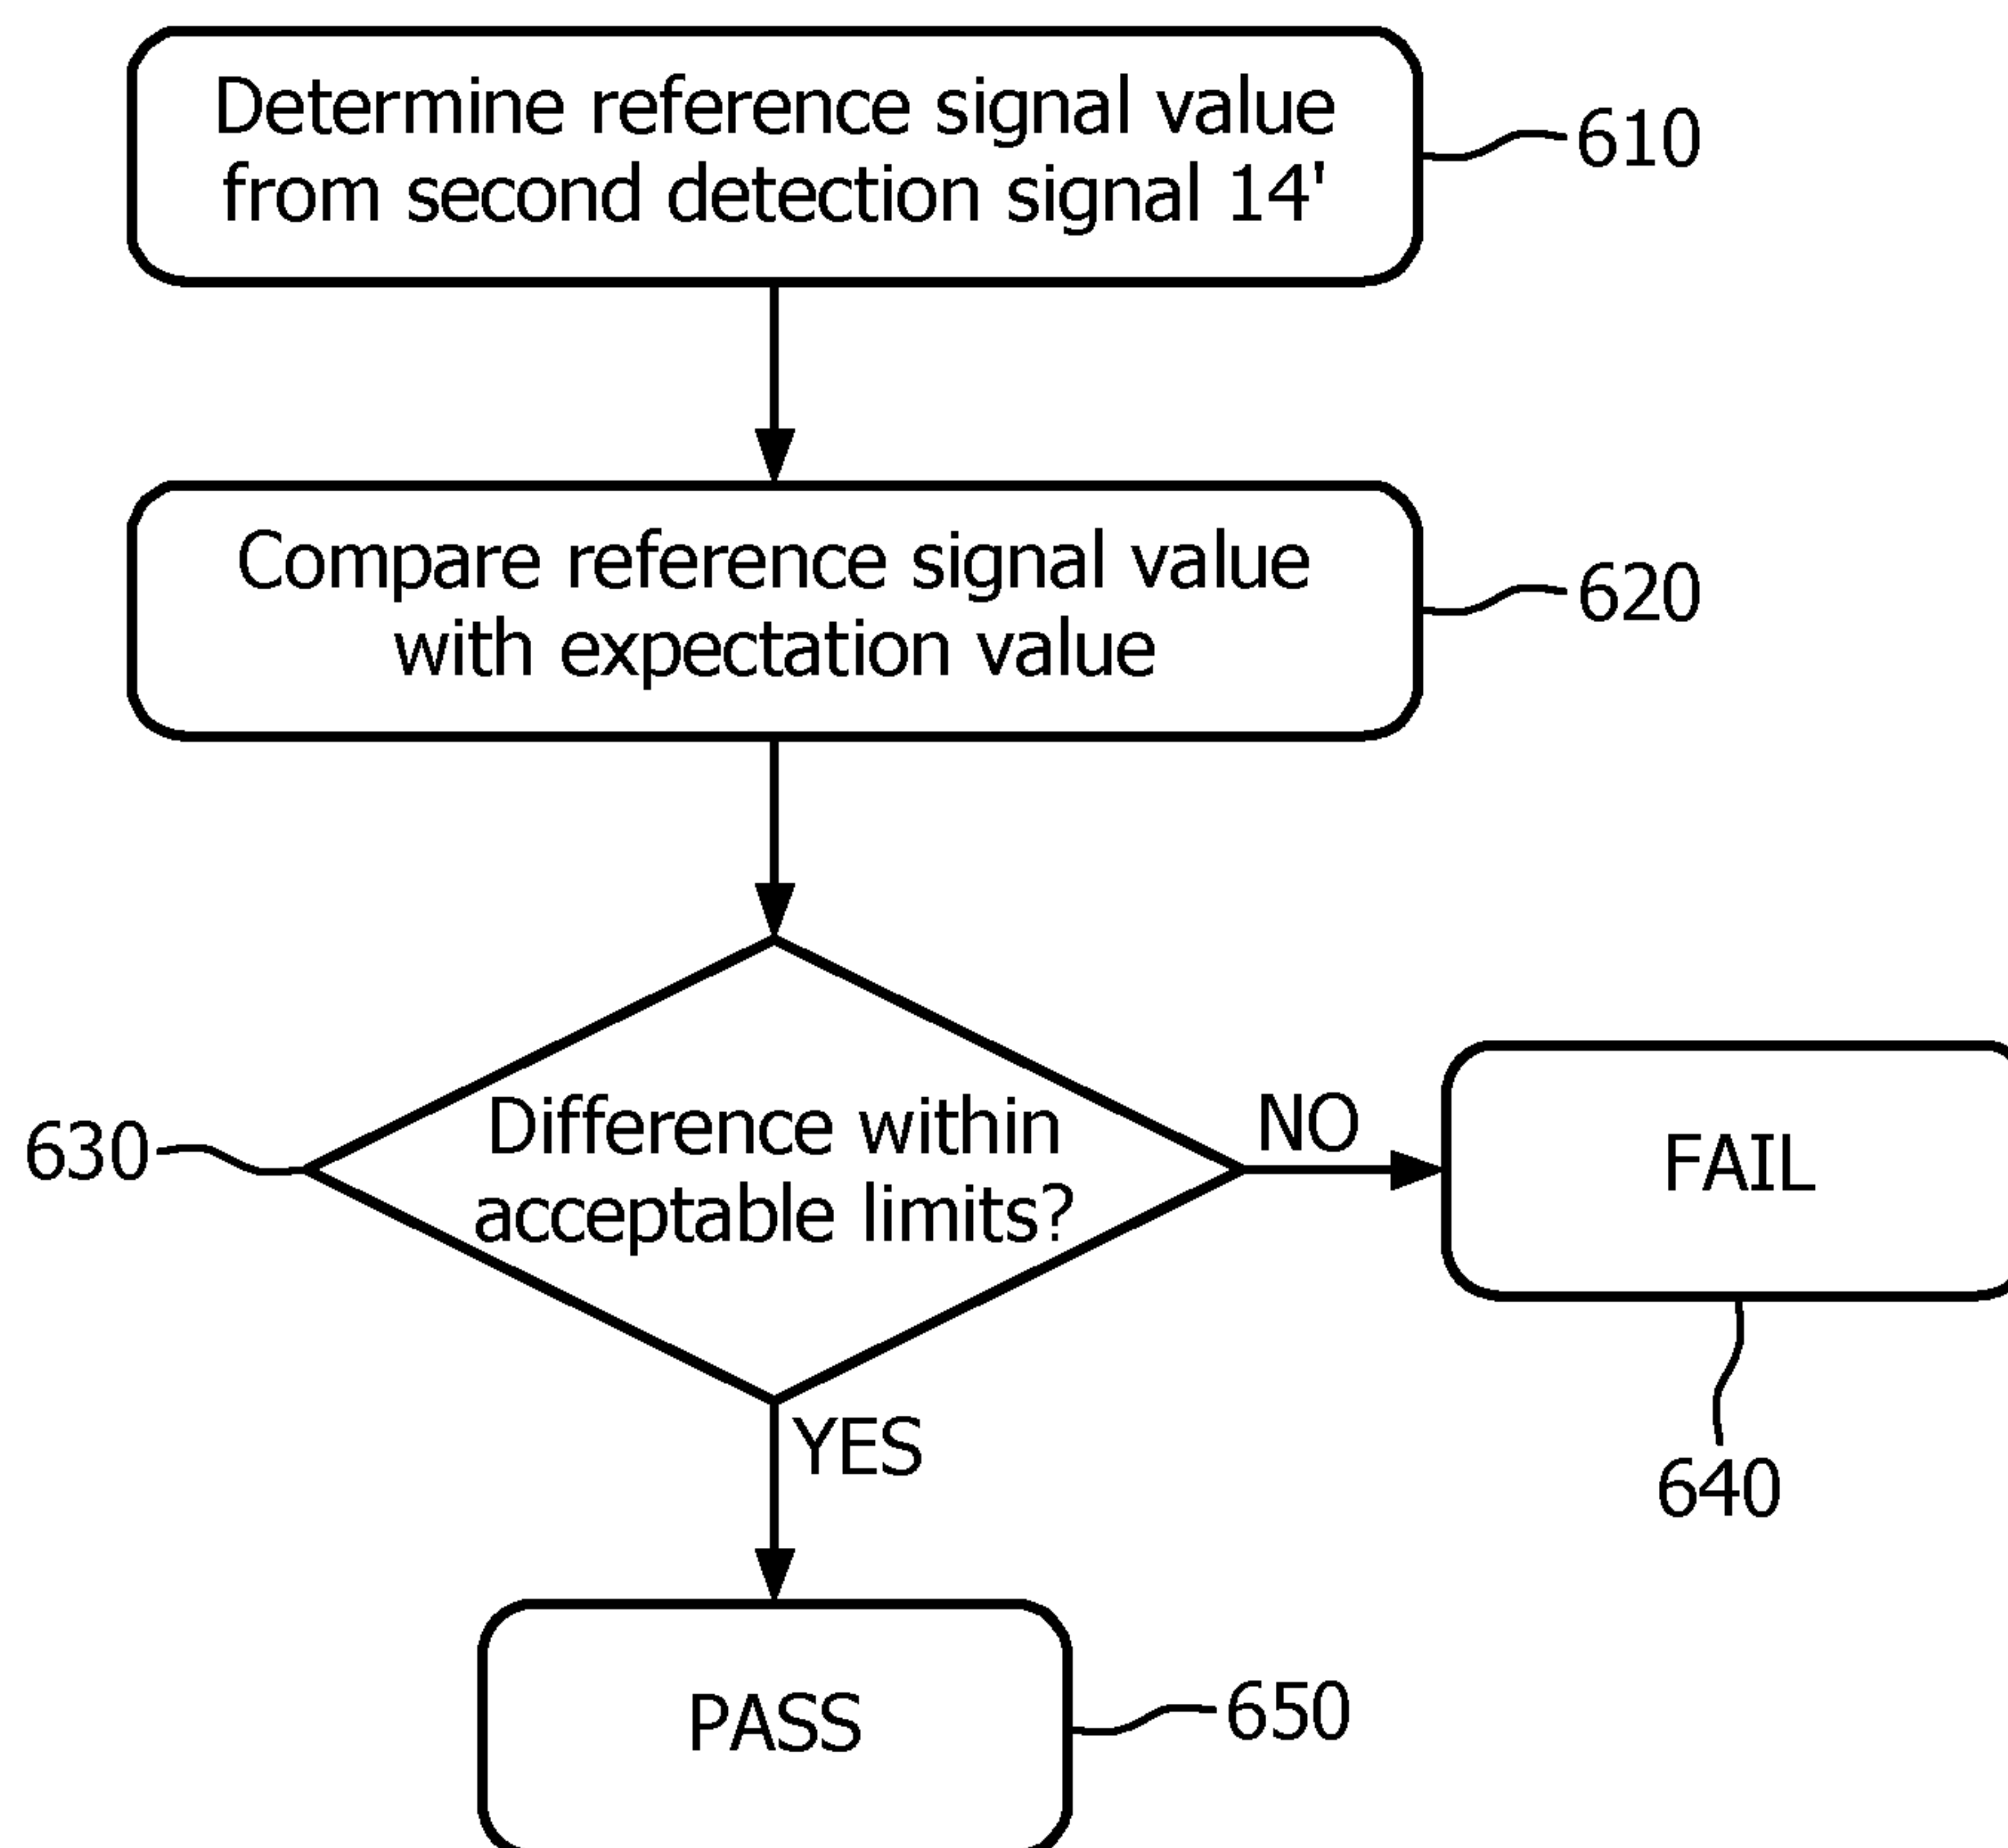 Determine reference signal value
from second detection signal 14'
610
Compare reference signal value
with expectation value
620
630
Difference within
acceptable limits?
NO
FAIL
640
YES
PASS
650